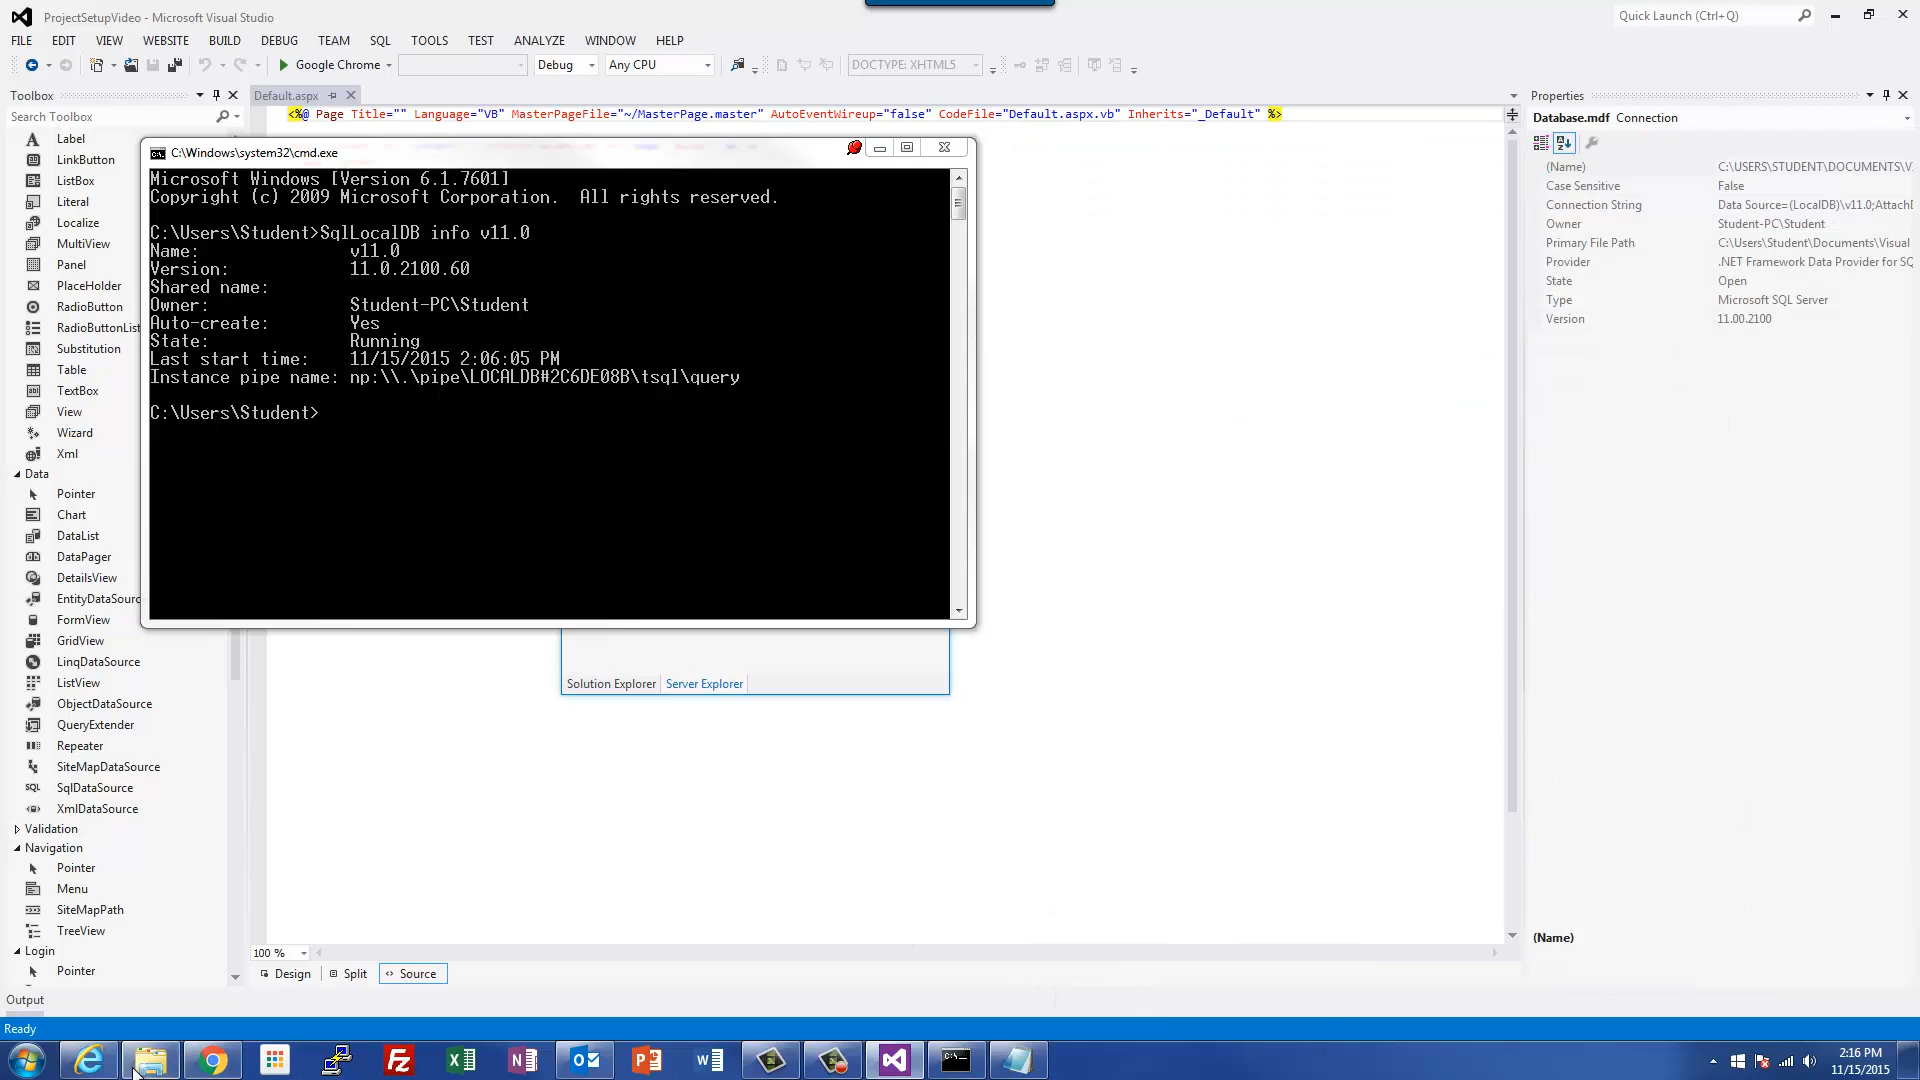 ProjectSetupVideo - Microsoft Visual Studio
Quick Launch (Ctrl+Q)
FILE EDIT VIEW WEBSITE BUILD DEBUG TEAM SQL TOOLS TEST ANALYZE WINDOW HELP
Google Chrome Debug Any CPU DOCTYPE: XHTML5
Toolbox
Search Toolbox
Label
LinkButton
ListBox
Literal
Localize
MultiView
Panel
PlaceHolder
RadioButton
RadioButtonList
Substitution
Table
TextBox
View
Wizard
Xml
Data
Pointer
Chart
DataList
DataPager
DetailsView
EntityDataSourc
FormView
GridView
LinqDataSource
ListView
ObjectDataSource
QueryExtender
Repeater
SiteMapDataSource
SqlDataSource
XmlDataSource
Validation
Navigation
Pointer
Menu
SiteMapPath
TreeView
Login
Pointer
Default.aspx
<%@ Page Title="" Language="VB" MasterPageFile="~/MasterPage.master" AutoEventWireup="false" CodeFile="Default.aspx.vb" Inherits="_Default" %>
C:\Windows\system32\cmd.exe
Microsoft Windows [Version 6.1.7601]
Copyright (c) 2009 Microsoft Corporation. All rights reserved.
C:\Users\Student>SqlLocalDB info v11.0
Name: v11.0
Version: 11.0.2100.60
Shared name:
Owner: Student-PC\Student
Auto-create: Yes
State: Running
Last start time: 11/15/2015 2:06:05 PM
Instance pipe name: np:\\.\pipe\LOCALDB#2C6DE08B\tsql\query
C:\Users\Student>
Solution Explorer Server Explorer
100 %
Design Split Source
Properties
Database.mdf Connection
(Name) C:\USERS\STUDENT\DOCUMENTS\V
Case Sensitive False
Connection String Data Source=(LocalDB)\v11.0;AttachD
Owner Student-PC\Student
Primary File Path C:\Users\Student\Documents\Visual
Provider .NET Framework Data Provider for SQ
State Open
Type Microsoft SQL Server
Version 11.00.2100
(Name)
Output
Ready
2:16 PM
11/15/2015